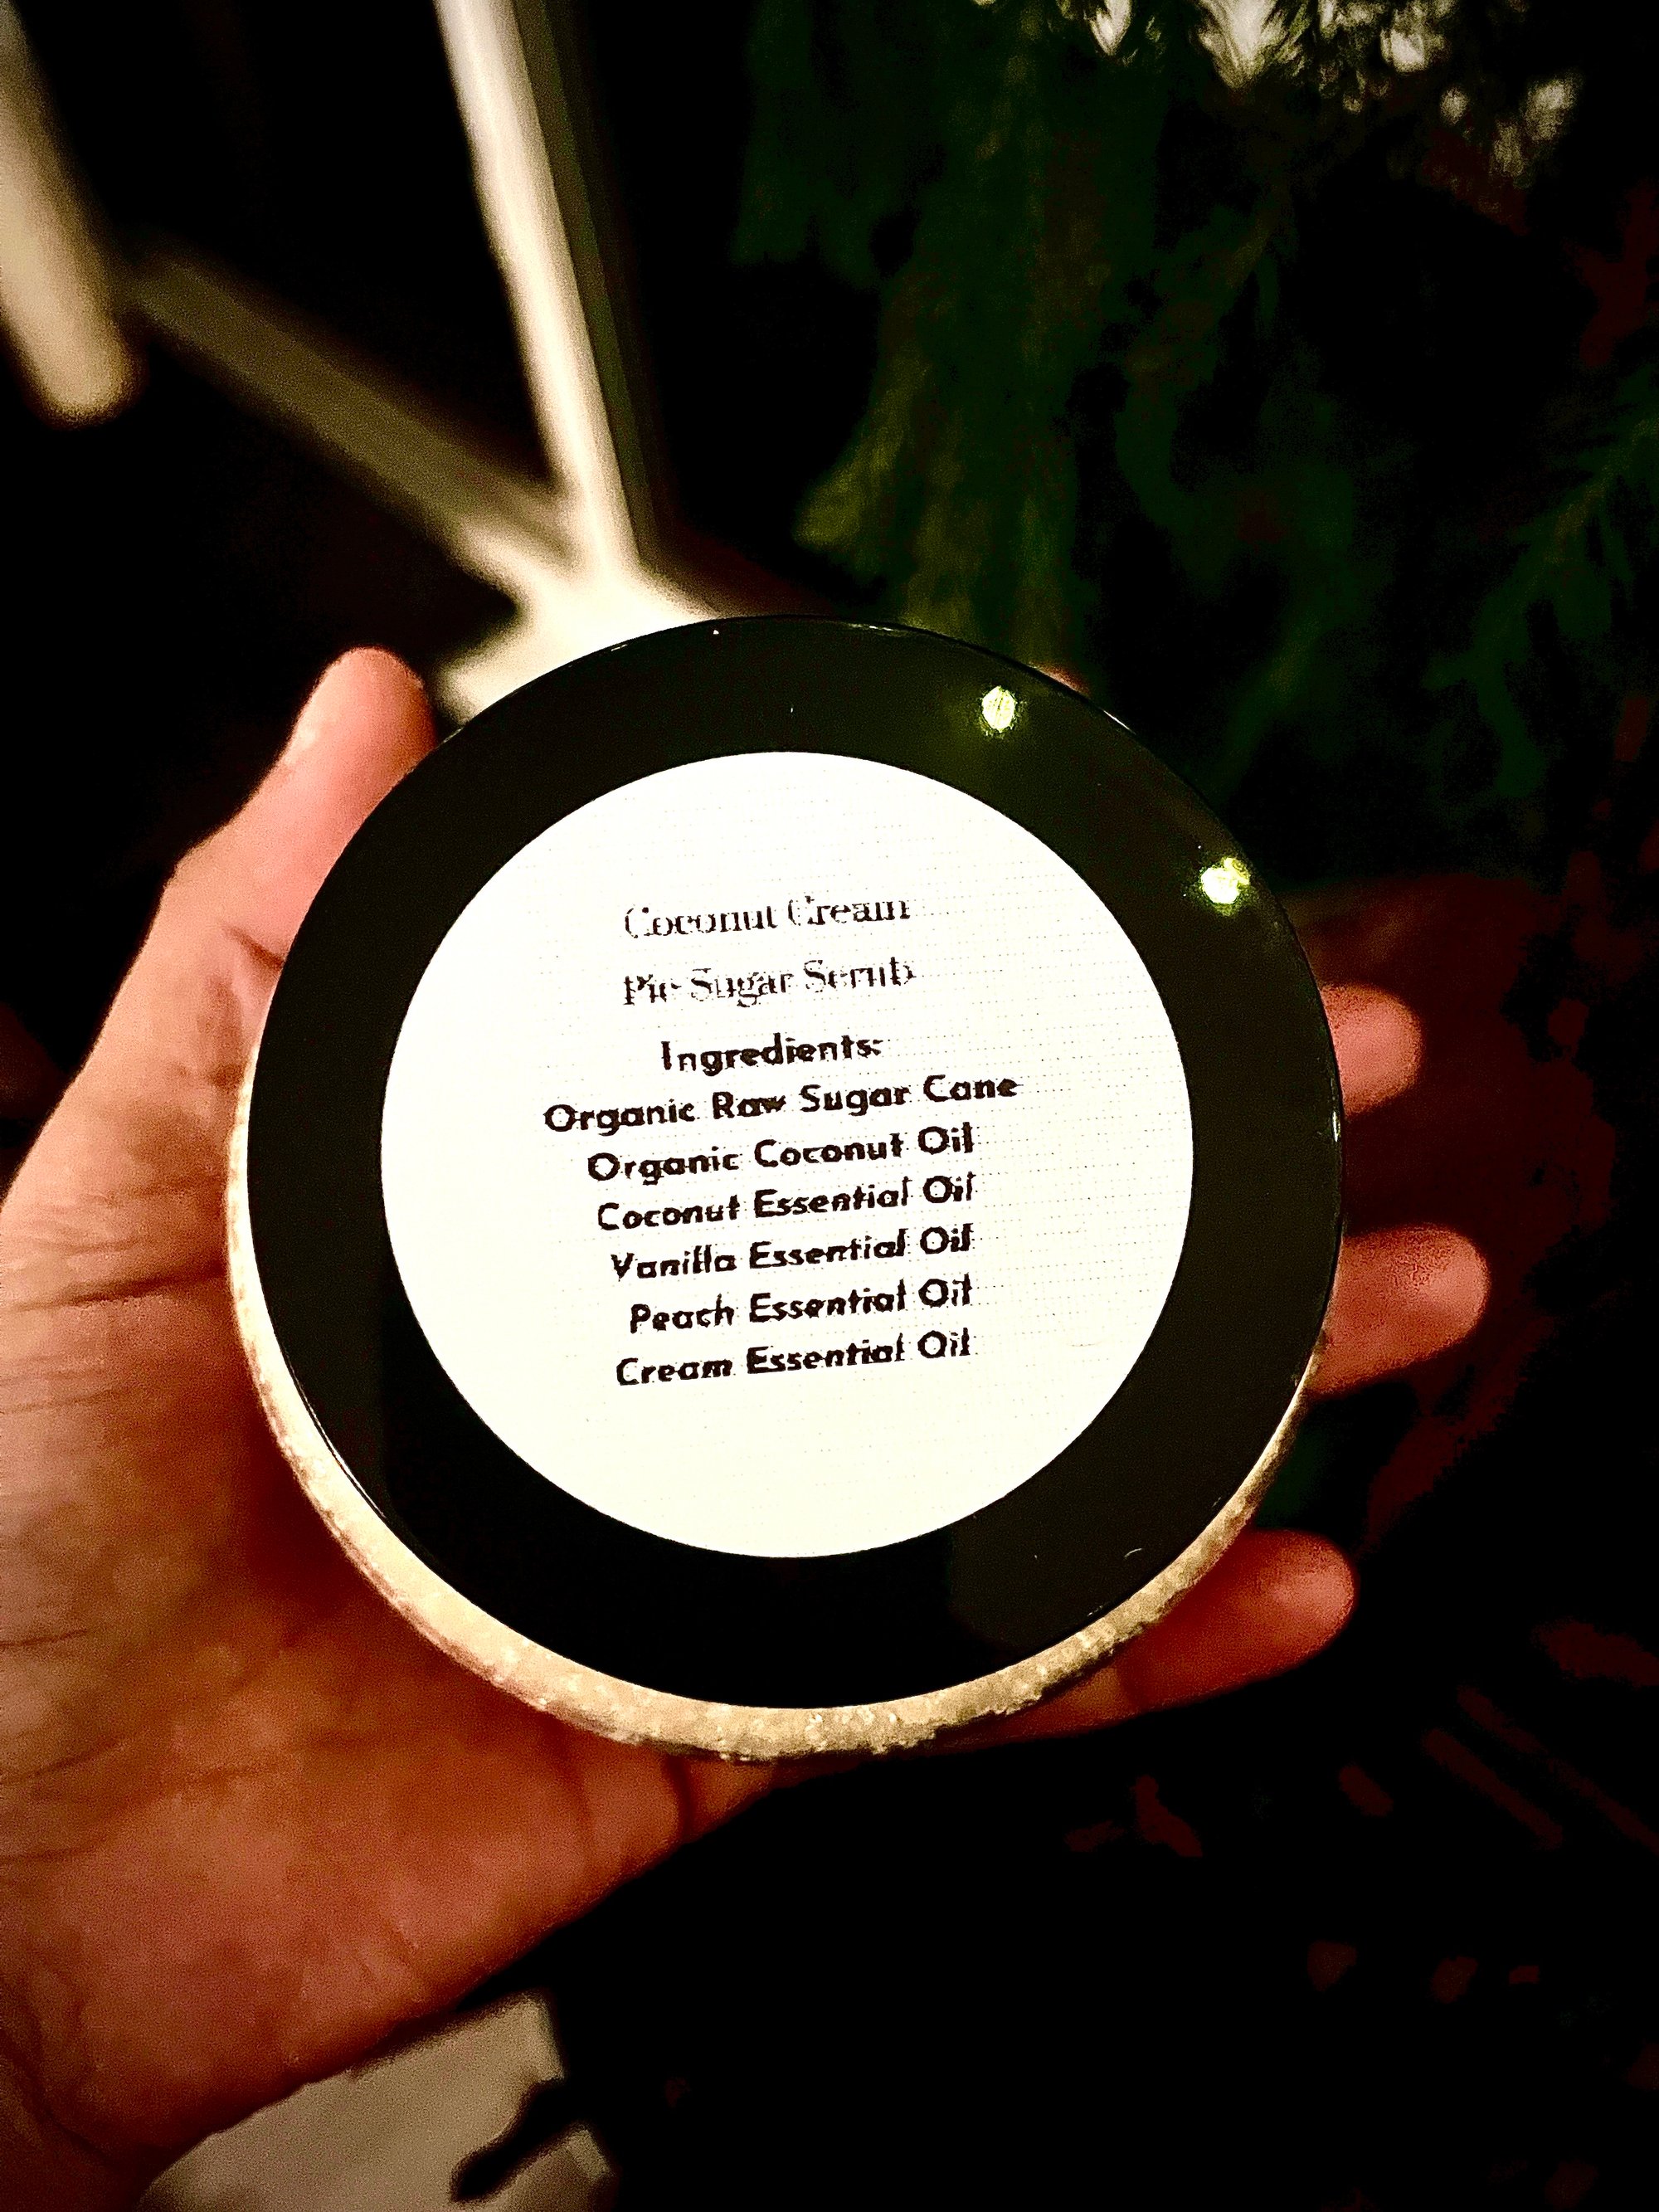 Coconut Cream
Pie Sugar Scrub
Ingredients:
Organic Raw Sugar Cane
Organic Coconut Oil
Coconut Essential Oil
Vanilla Essential Oil
Peach Essential Oil
Cream Essential Oil